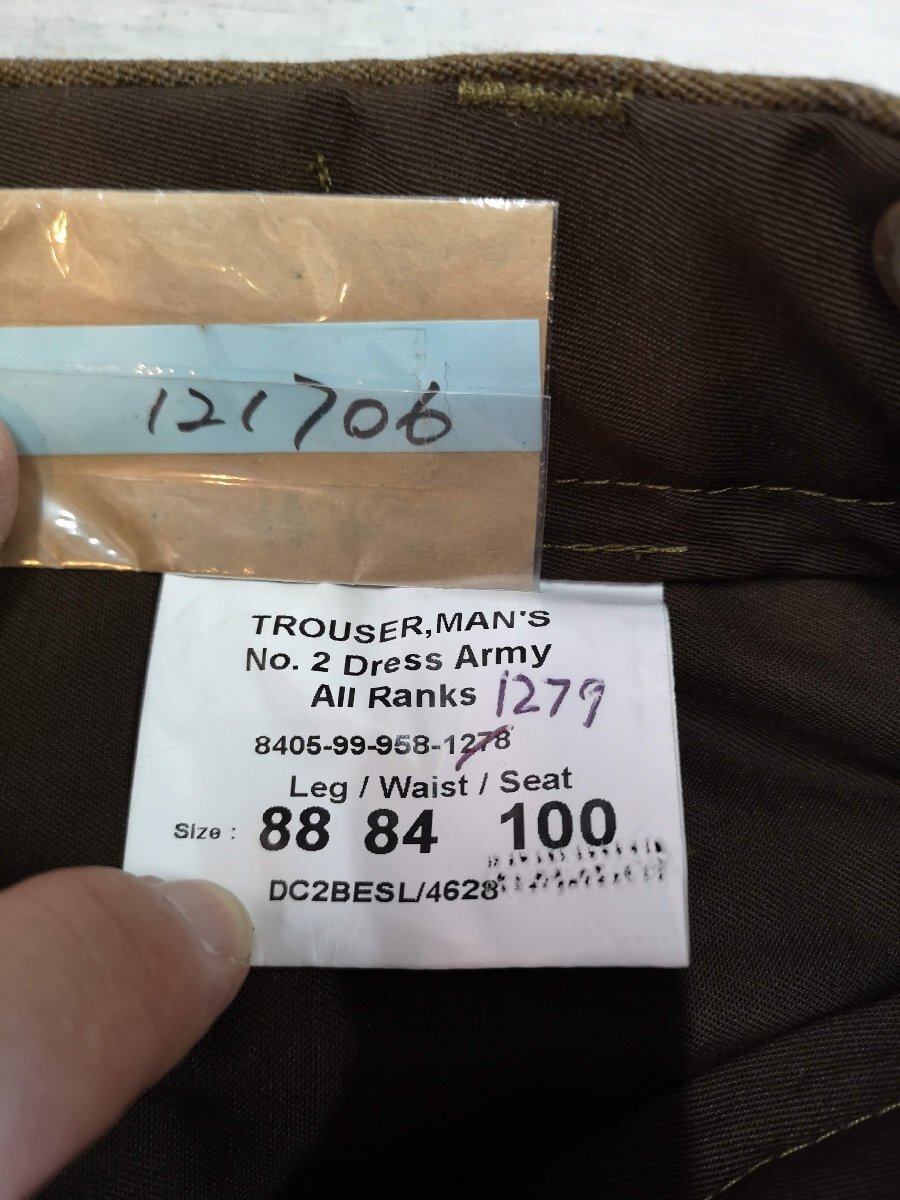 121706
TROUSER,MAN'S
No. 2 Dress Army
All Ranks 1279
8405-99-958-1278
Leg / Waist / Seat
Size : 88 84 100
DC2BESL/4628